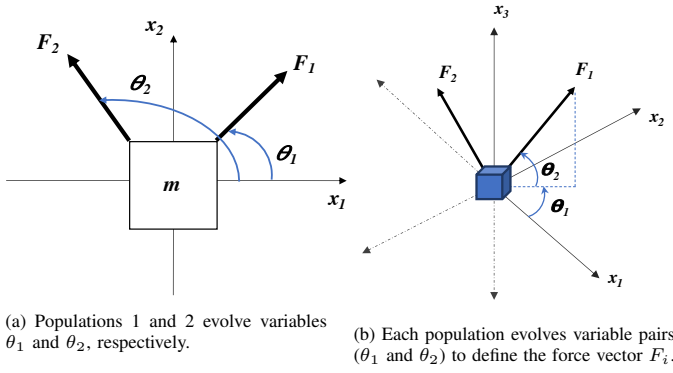 x2
F2
F1
θ2
θ1
m
x1
(a) Populations 1 and 2 evolve variables
θ1 and θ2, respectively.
x3
F2
F1
x2
θ2
θ1
x1
(b) Each population evolves variable pairs
(θ1 and θ2) to define the force vector Fi.